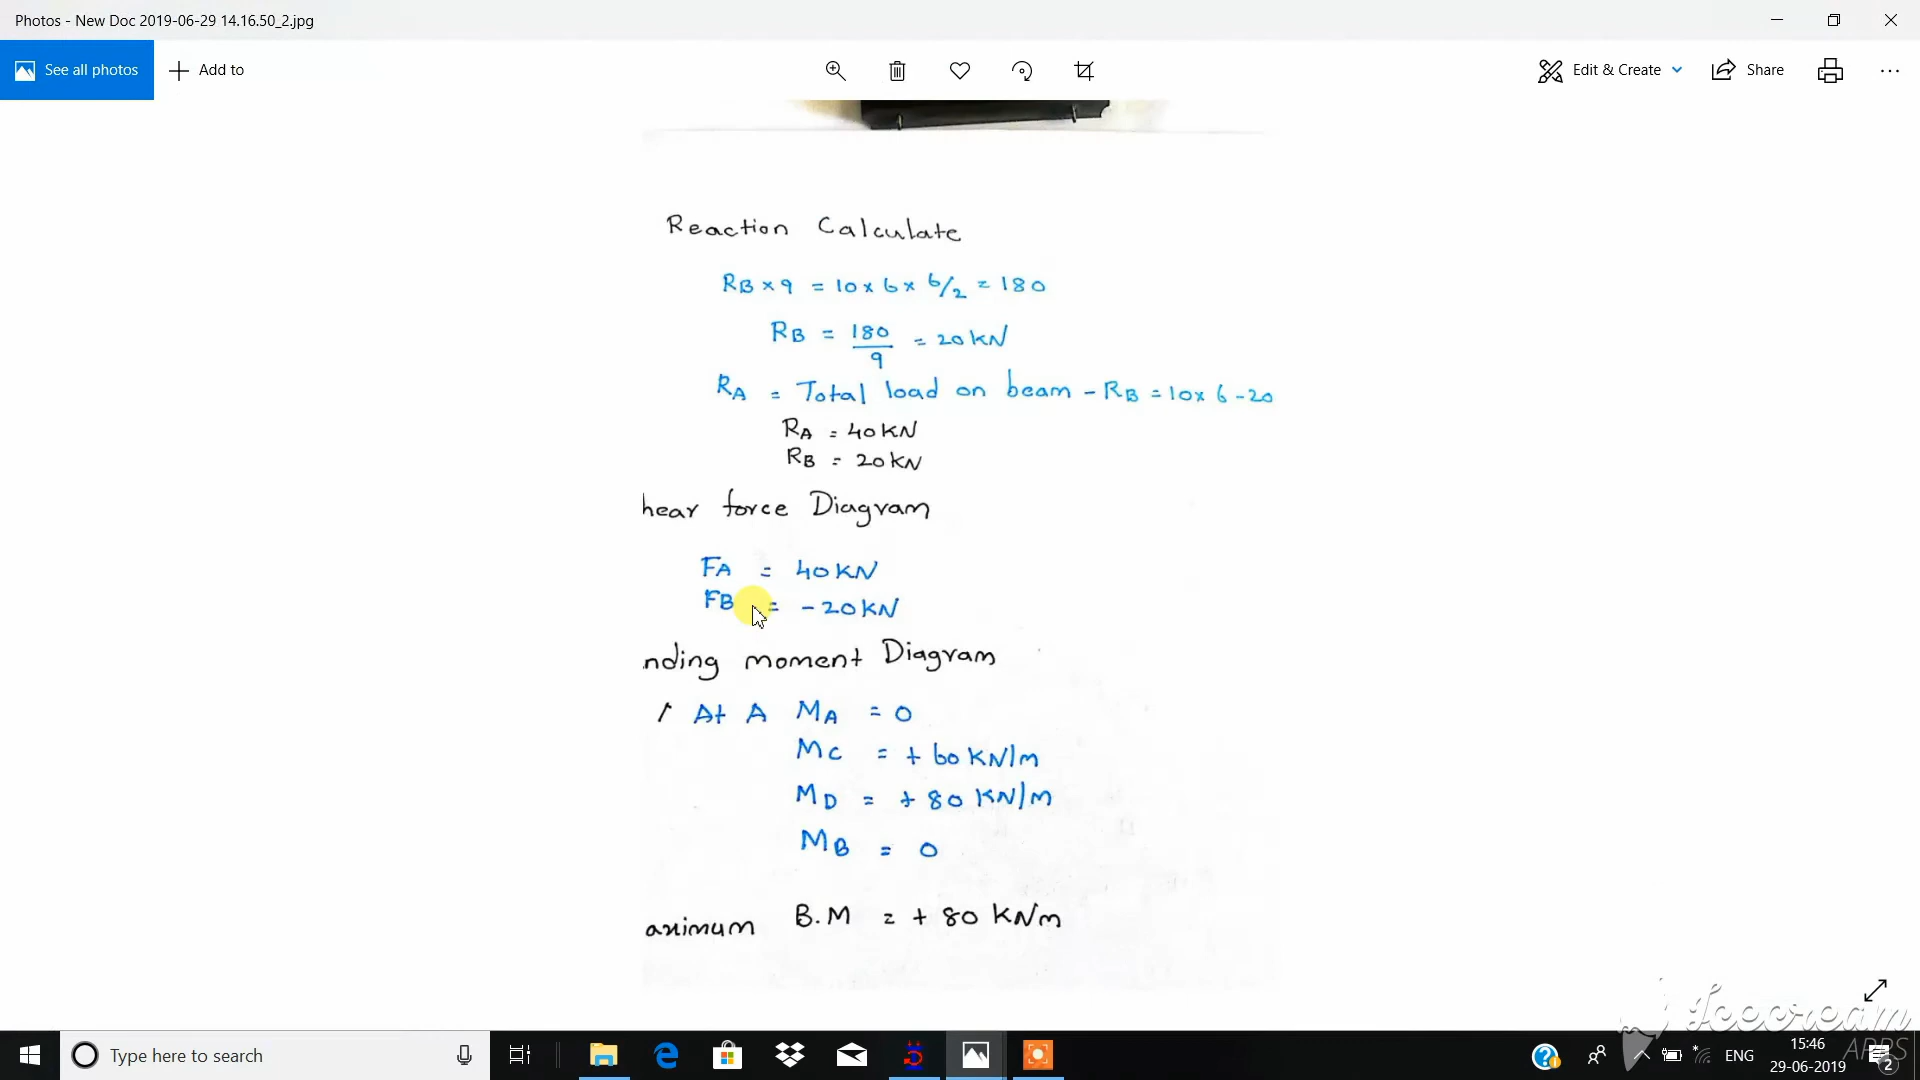 Photos - New Doc 2019-06-29 14.16.50_2.jpg
See all photos
Add to
Edit & Create
Share
Reaction Calculate
RB × 9 = 10 × 6 × 6/2 = 180
RB = 180/9 = 20 KN
RA = Total load on beam - RB = 10 × 6 - 20
RA = 40 KN
RB = 20 KN
hear force Diagram
FA = 40 KN
FB = - 20 KN
nding moment Diagram
At A MA = 0
MC = + 60 KN/m
MD = + 80 KN/m
MB = 0
aximum B.M = + 80 KNm
Icecream
APPS
Type here to search
ENG
15:46
29-06-2019
2